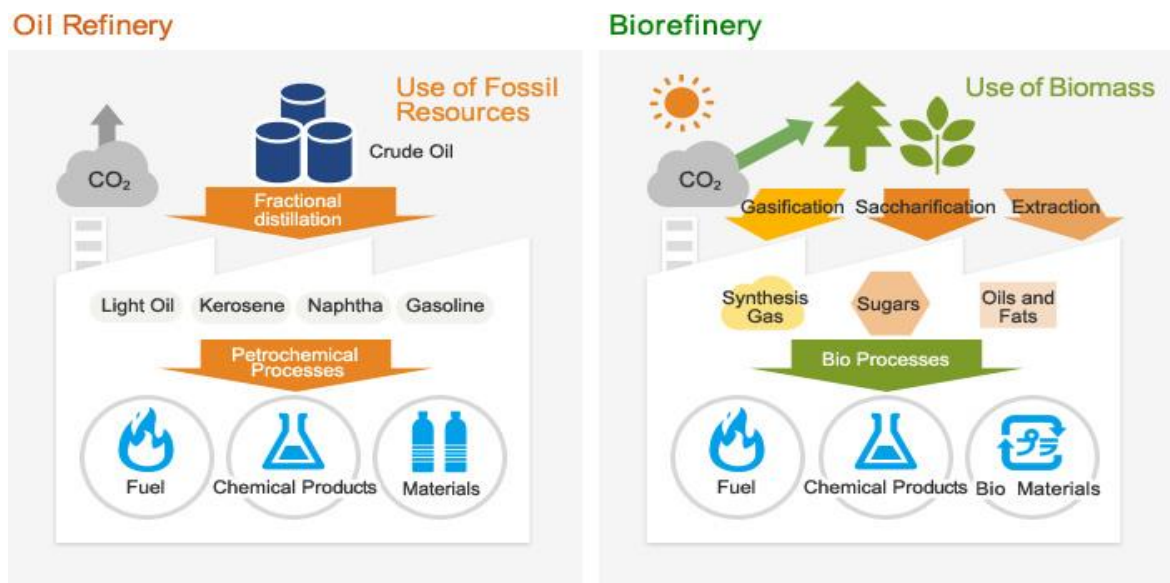 Oil Refinery
Use of Fossil
Resources
Crude Oil
CO₂
Fractional
distillation
Light Oil
Kerosene
Naphtha
Gasoline
Petrochemical
Processes
Fuel
Chemical Products
Materials
Biorefinery
Use of Biomass
CO₂
Gasification
Saccharification
Extraction
Synthesis
Gas
Sugars
Oils and
Fats
Bio Processes
プラ
Fuel
Chemical Products
Bio Materials